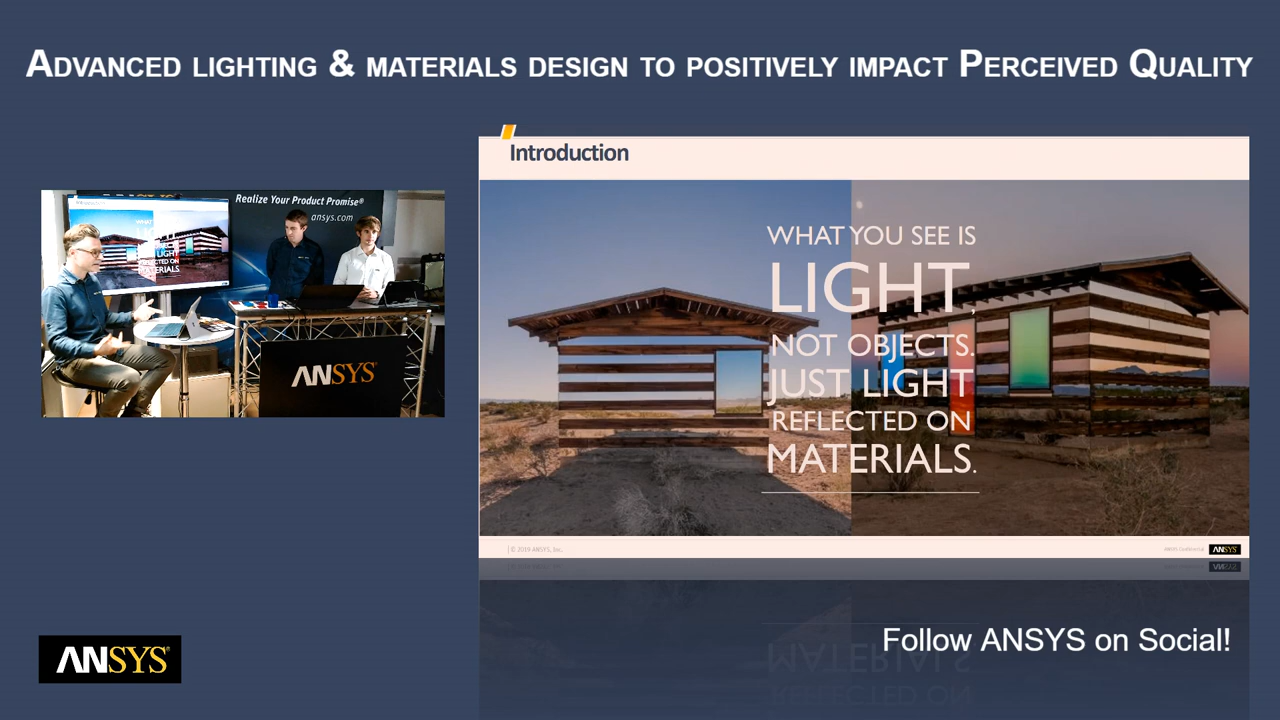 ADVANCED LIGHTING & MATERIALS DESIGN TO POSITIVELY IMPACT PERCEIVED QUALITY
Realize Your Product Promise®
ansys.com
ANSYS®
Introduction
WHAT YOU SEE IS
LIGHT,
NOT OBJECTS.
JUST LIGHT
REFLECTED ON
MATERIALS.
© 2019 ANSYS, Inc.
ANSYS
Follow ANSYS on Social!
ANSYS®